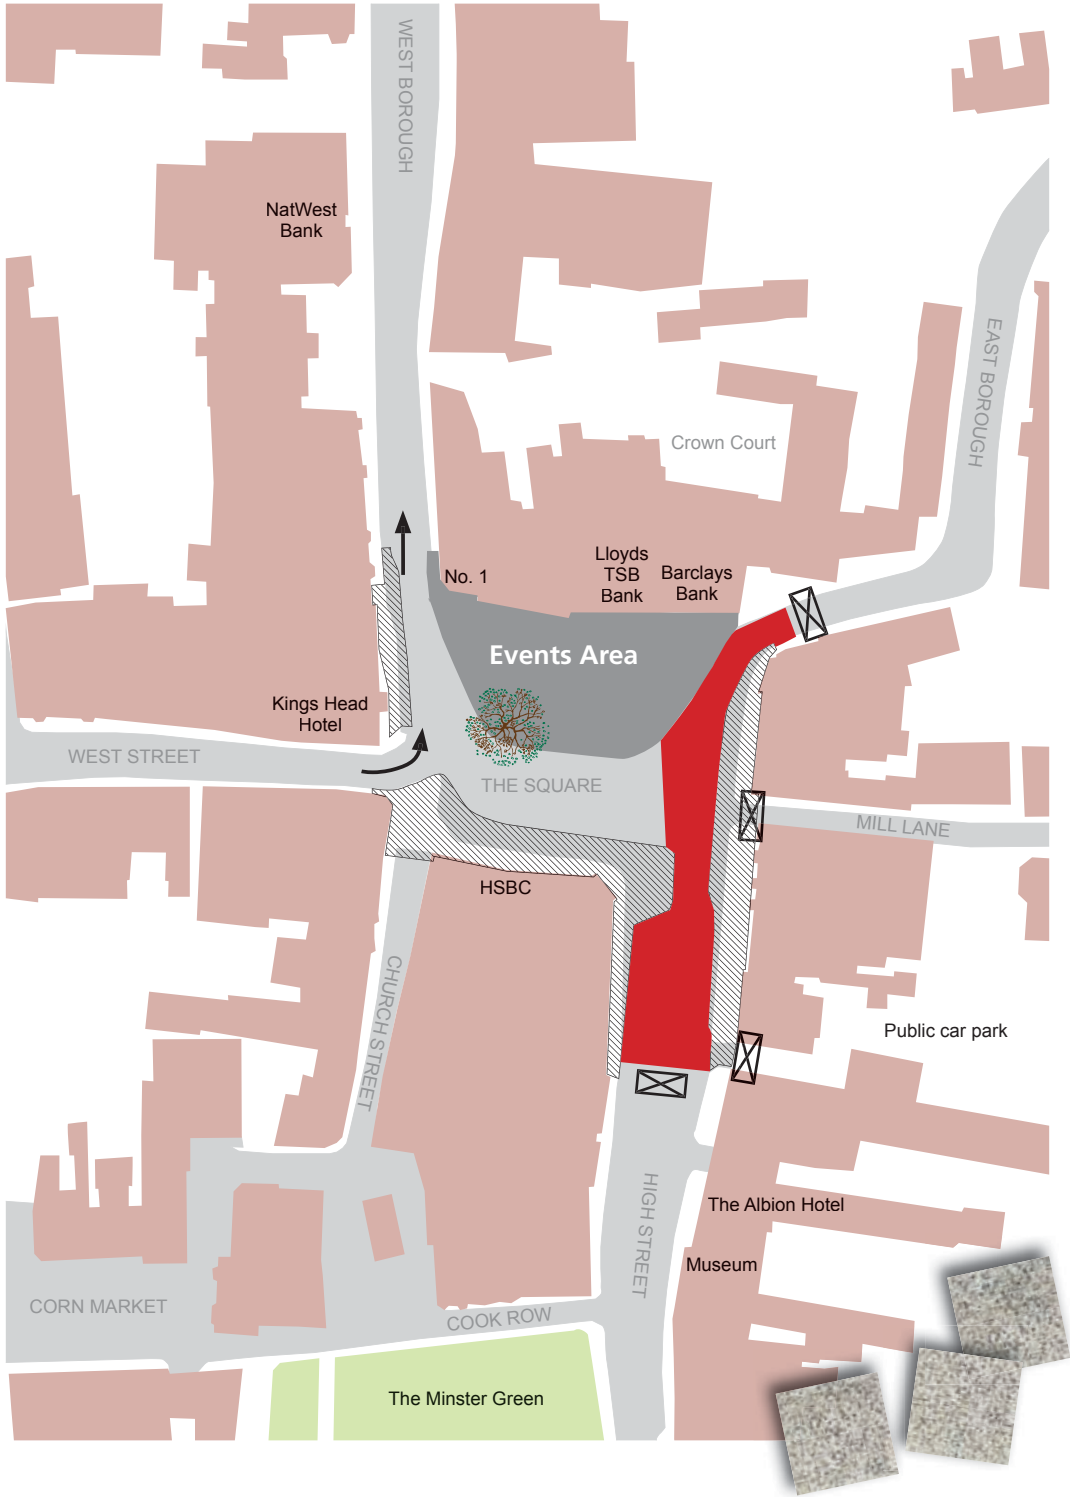 WEST BOROUGH
NatWest
Bank
EAST BOROUGH
Crown Court
Lloyds
TSB
Bank
Barclays
Bank
No. 1
Events Area
Kings Head
Hotel
WEST STREET
THE SQUARE
MILL LANE
HSBC
CHURCH STREET
Public car park
HIGH STREET
The Albion Hotel
Museum
CORN MARKET
COOK ROW
The Minster Green